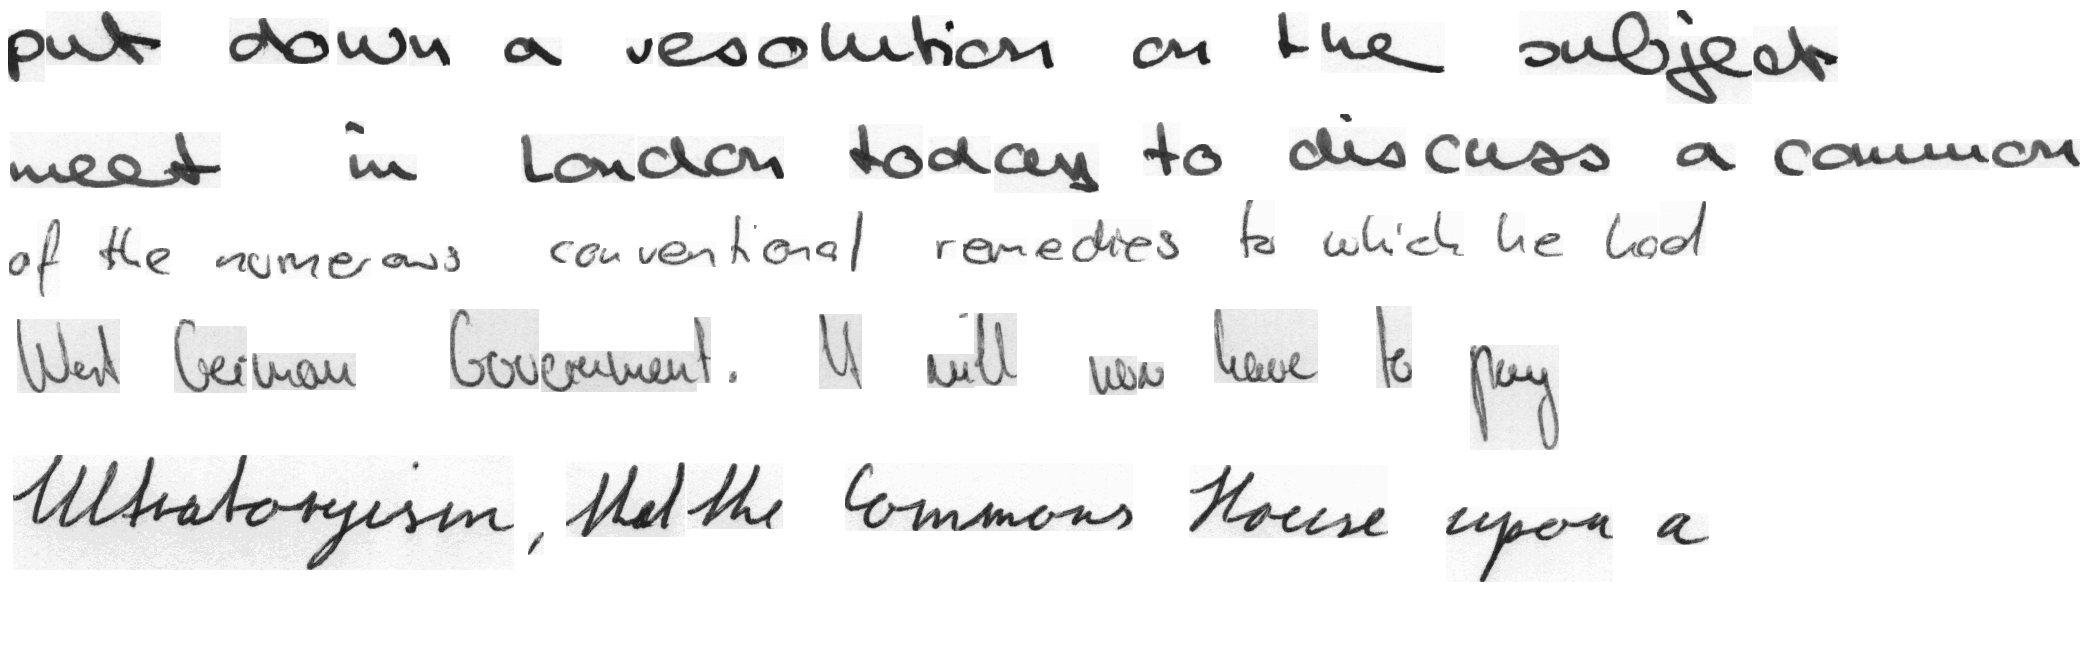 put down a resolution on the subject
meet in London today to discuss a common
of the numerous conventional remedies to which he had
West German Government. It will now have to pay
Ultratoryism, that the Commons House upon a